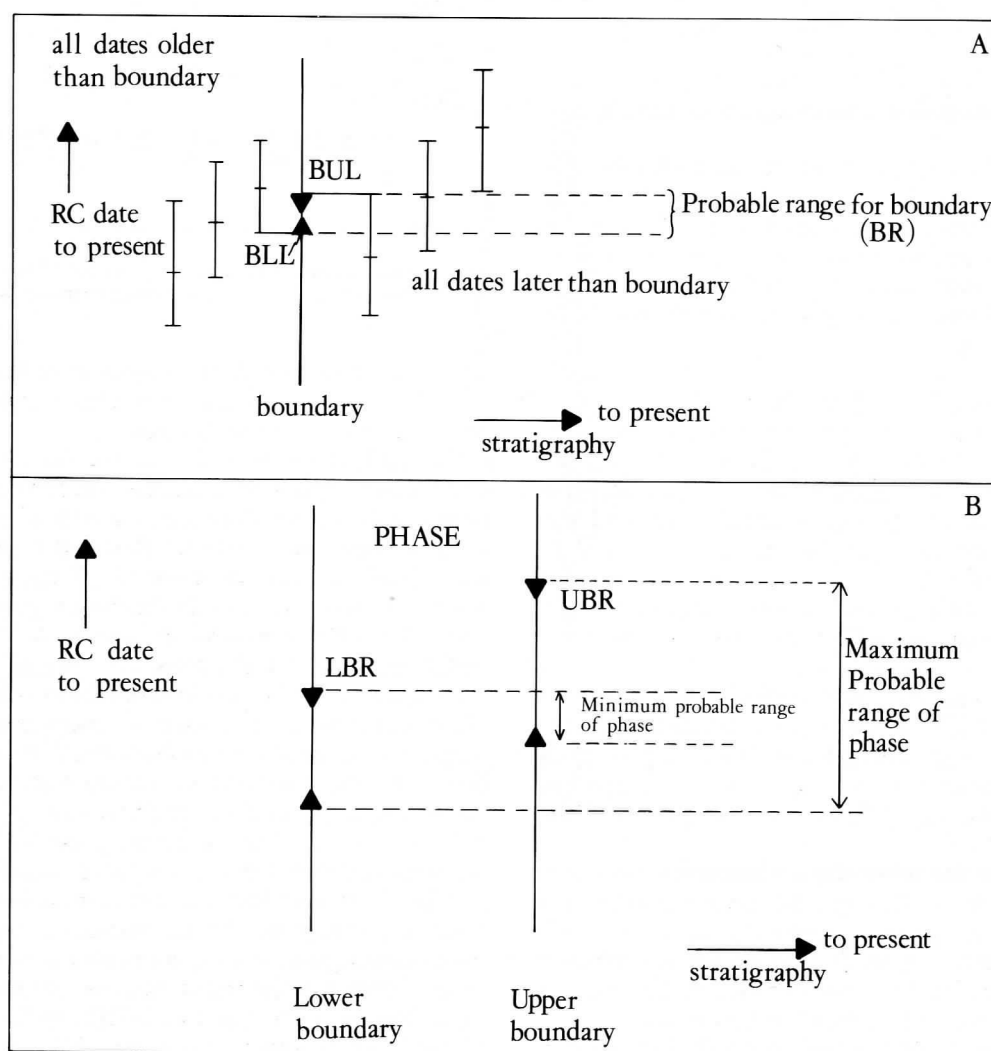 A
all dates older
than boundary
BUL
RC date
to present
BLL
Probable range for boundary
(BR)
all dates later than boundary
boundary
to present
stratigraphy
B
PHASE
UBR
RC date
to present
LBR
Minimum probable range
of phase
Maximum
Probable
range of
phase
to present
stratigraphy
Lower
boundary
Upper
boundary